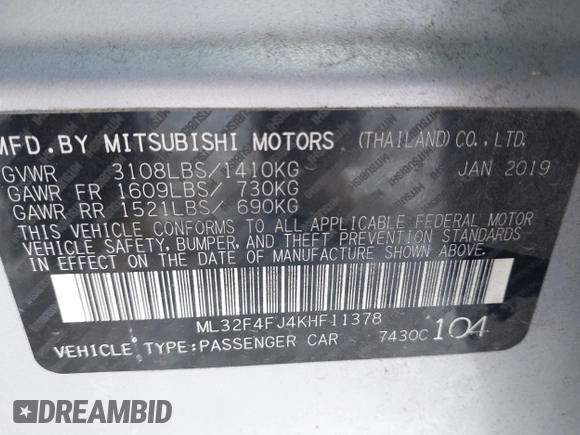 MFD. BY MITSUBISHI MOTORS (THAILAND) CO., LTD.
GVWR 3108LBS/1410KG JAN 2019
GAWR FR 1609LBS/ 730KG
GAWR RR 1521LBS/ 690KG
THIS VEHICLE CONFORMS TO ALL APPLICABLE FEDERAL MOTOR
VEHICLE SAFETY, BUMPER, AND THEFT PREVENTION STANDARDS
IN EFFECT ON THE DATE OF MANUFACTURE SHOWN ABOVE.
ML32F4FJ4KHF11378
VEHICLE TYPE:PASSENGER CAR 7430C 104
DREAMBID